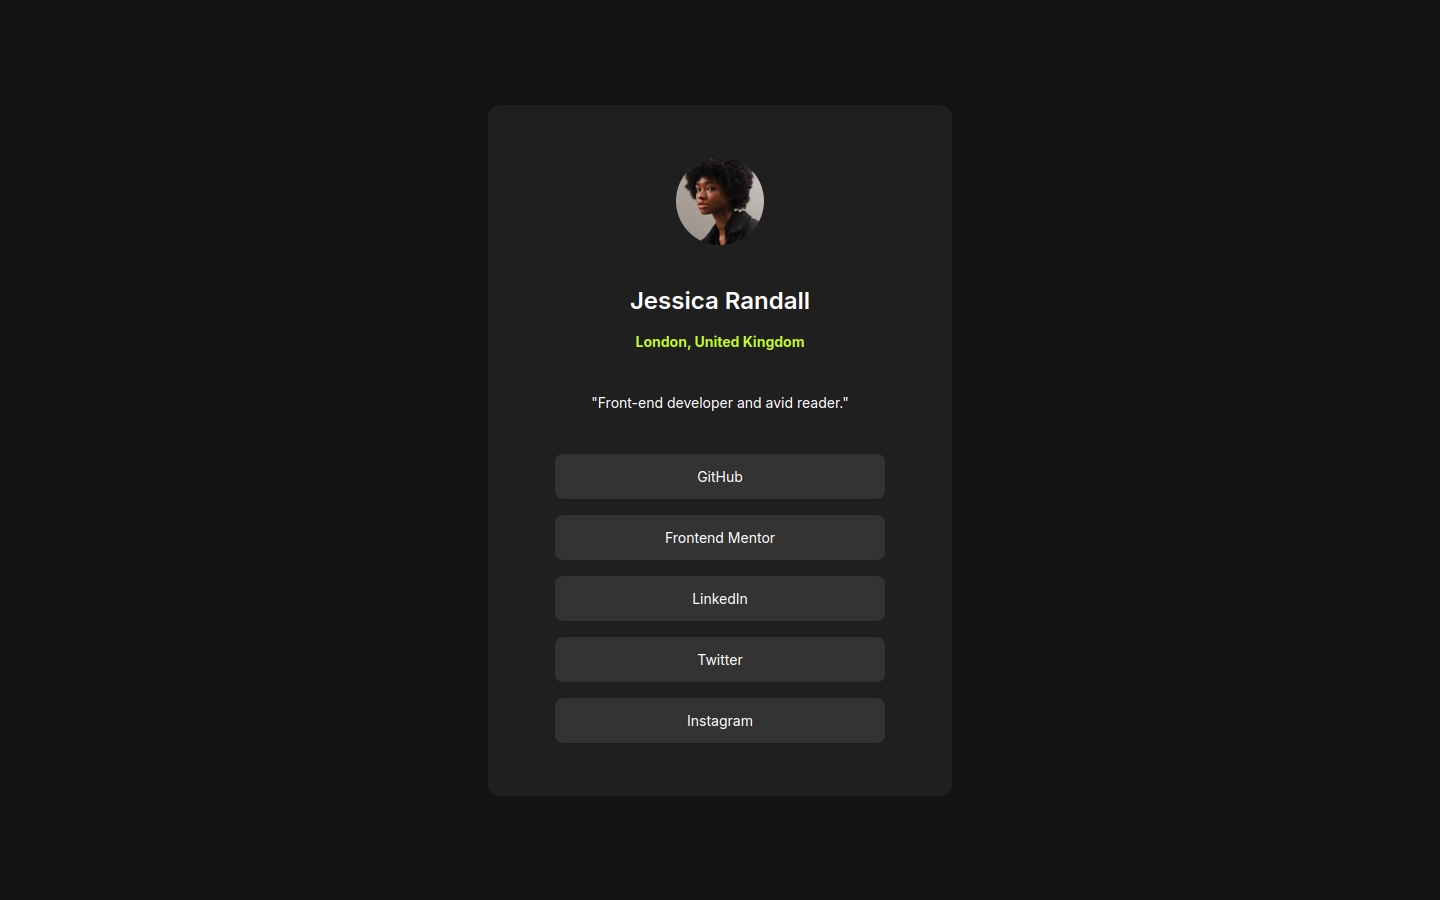 Jessica Randall
London, United Kingdom
"Front-end developer and avid reader."
GitHub
Frontend Mentor
LinkedIn
Twitter
Instagram